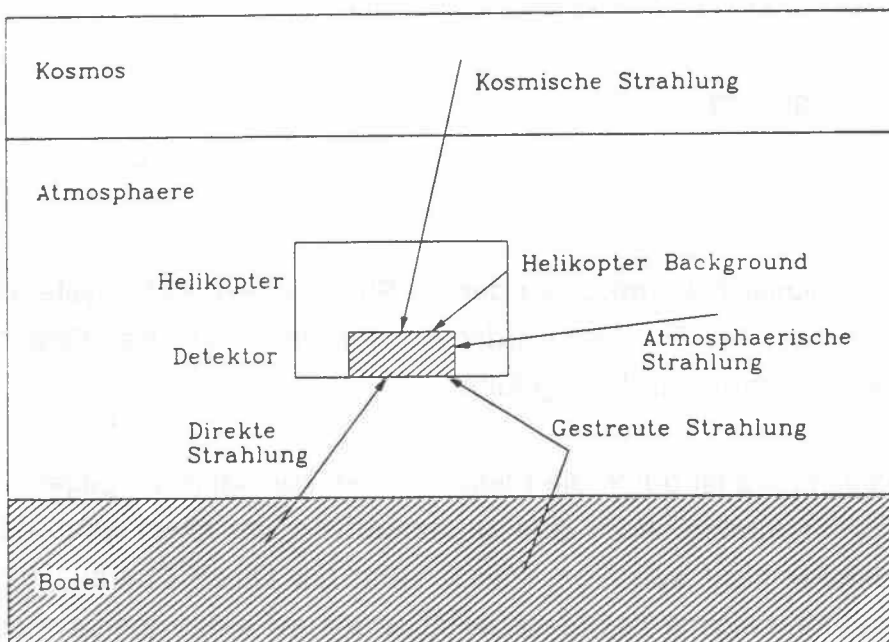 Kosmos
Kosmische Strahlung
Atmosphaere
Helikopter
Helikopter Background
Detektor
Atmosphaerische
Strahlung
Direkte
Strahlung
Gestreute Strahlung
Boden